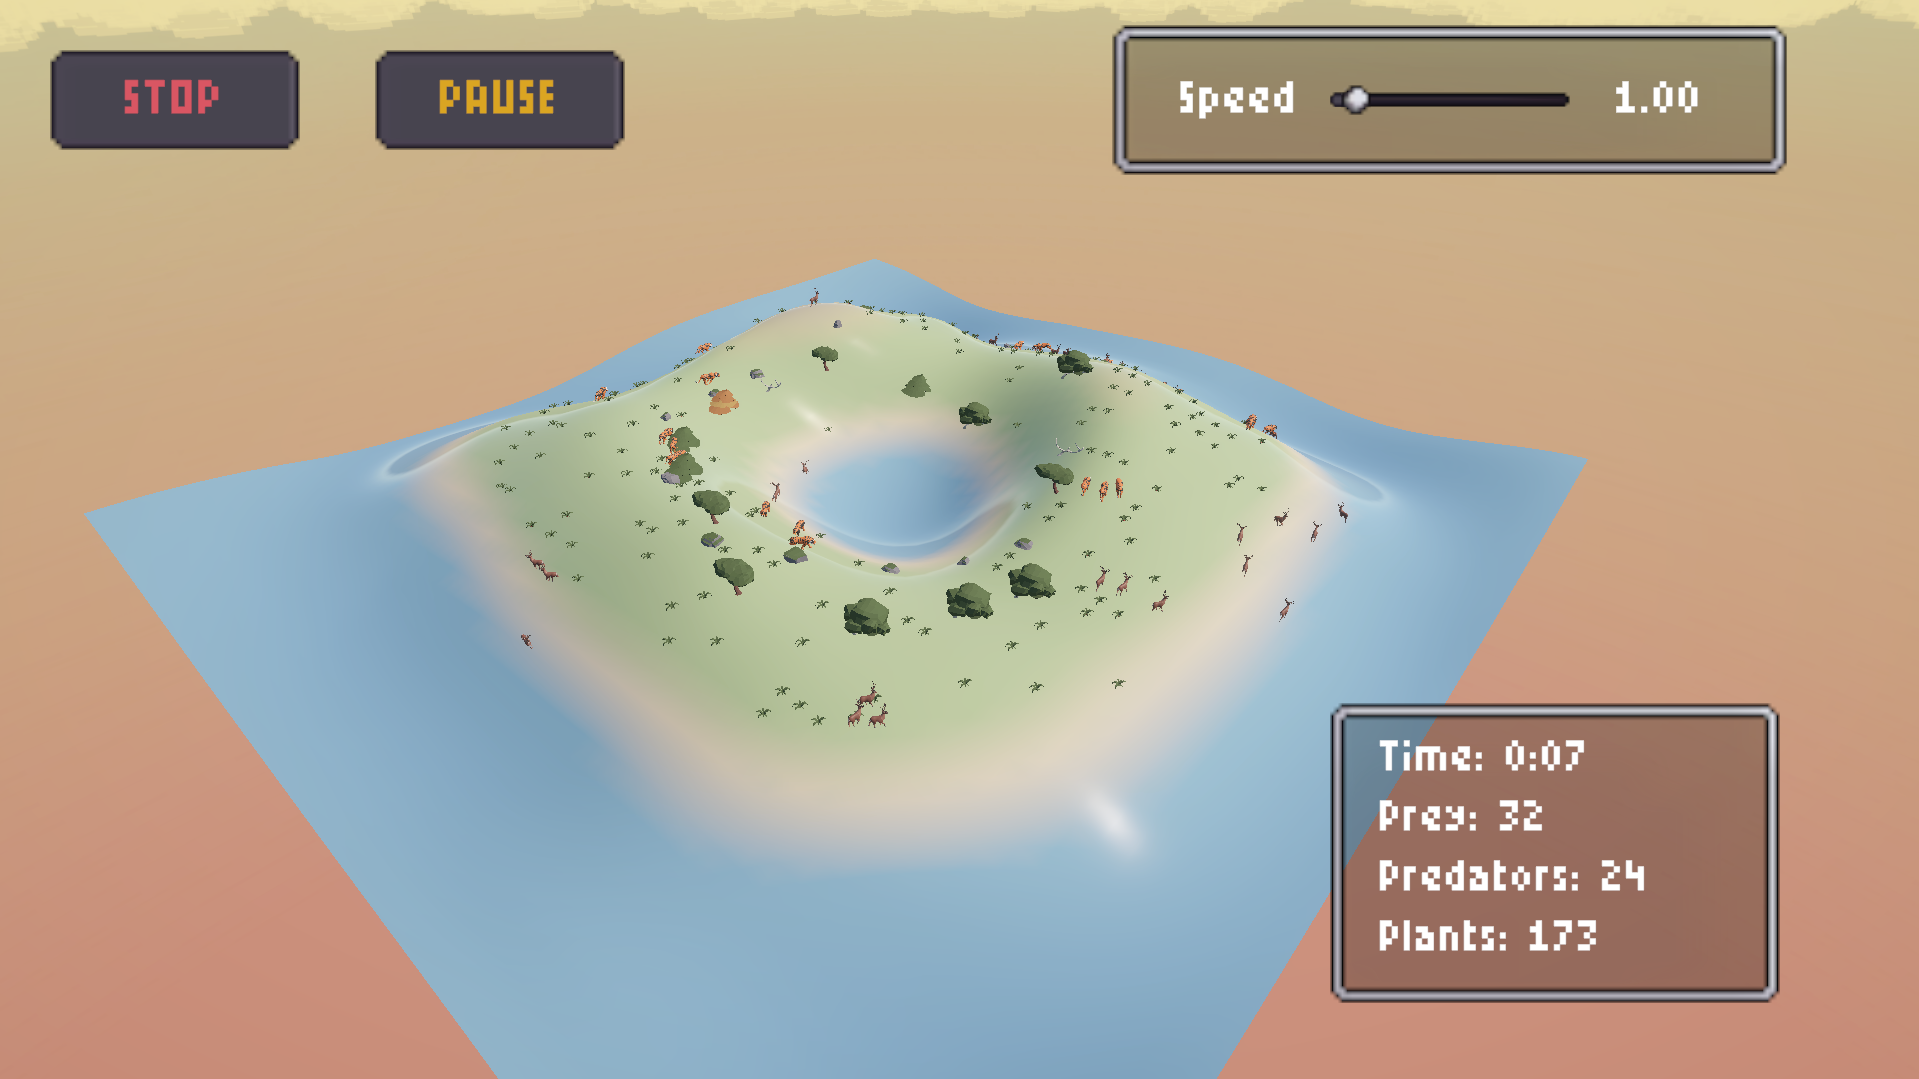 STOP
PAUSE
Speed 1.00
Time: 0:07
Prey: 32
Predators: 24
Plants: 173